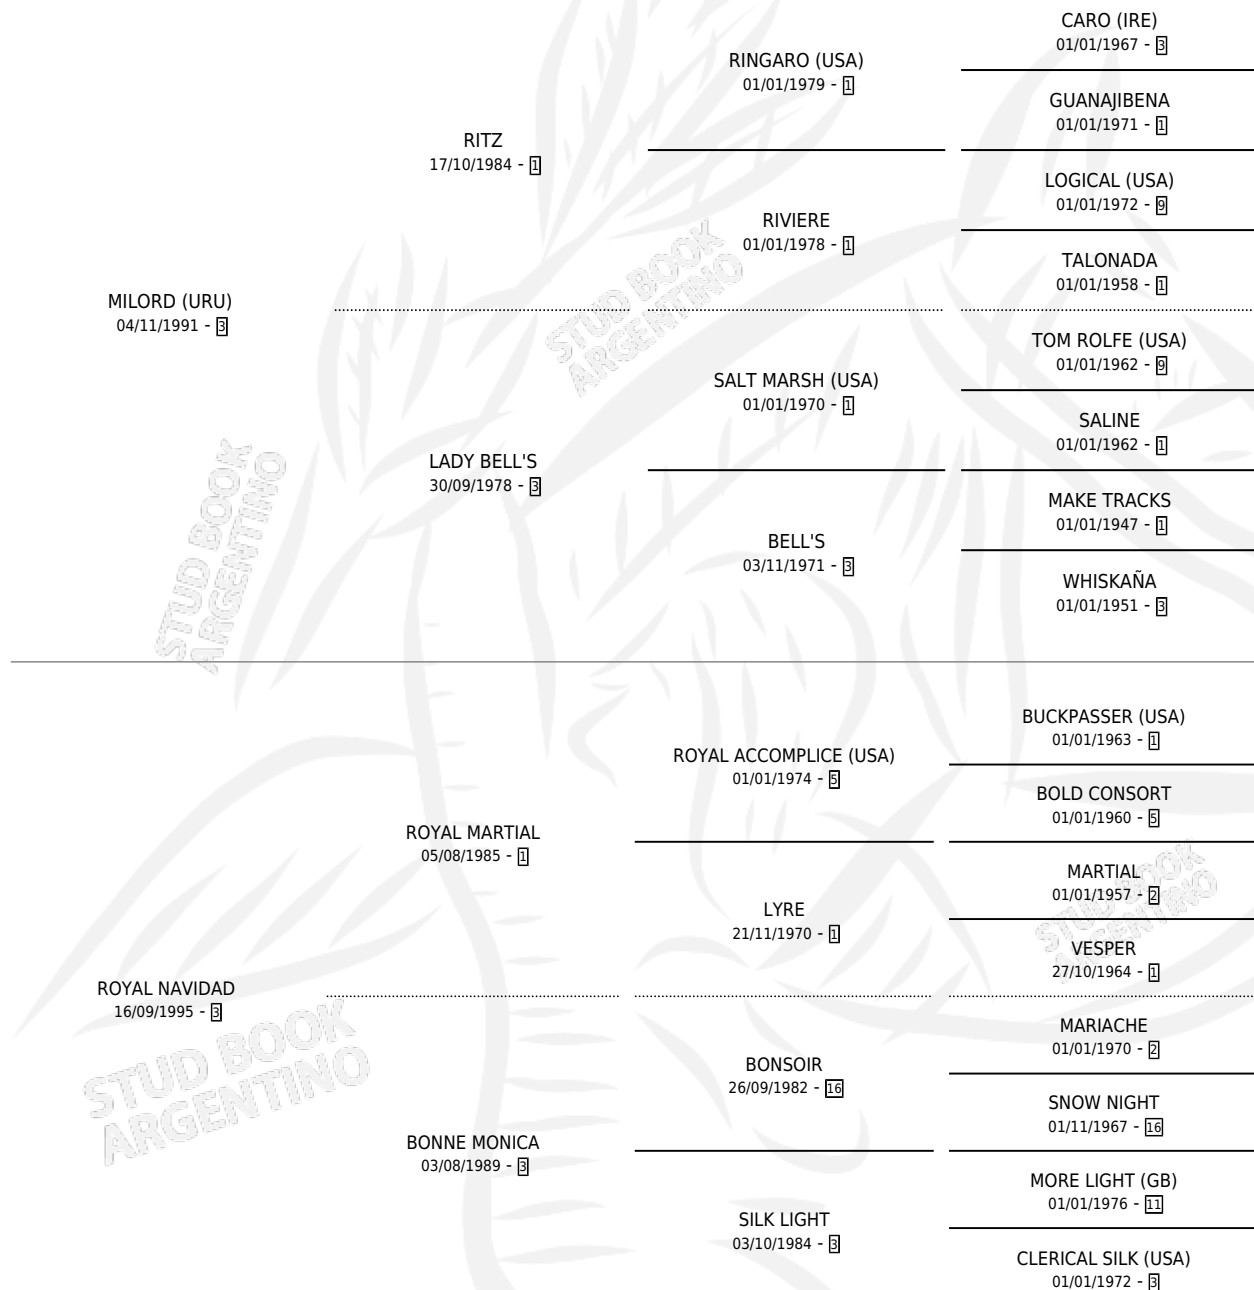 CARO (IRE)
01/01/1967 - 3
RINGARO (USA)
01/01/1979 - 1
GUANAJIBENA
01/01/1971 - 1
RITZ
17/10/1984 - 1
LOGICAL (USA)
01/01/1972 - 9
RIVIERE
01/01/1978 - 1
TALONADA
01/01/1958 - 1
MILORD (URU)
04/11/1991 - 3
TOM ROLFE (USA)
01/01/1962 - 9
SALT MARSH (USA)
01/01/1970 - 1
SALINE
01/01/1962 - 1
LADY BELL'S
30/09/1978 - 3
MAKE TRACKS
01/01/1947 - 1
BELL'S
03/11/1971 - 3
WHISKAÑA
01/01/1951 - 3
BUCKPASSER (USA)
01/01/1963 - 1
ROYAL ACCOMPLICE (USA)
01/01/1974 - 5
BOLD CONSORT
01/01/1960 - 5
ROYAL MARTIAL
05/08/1985 - 1
MARTIAL
01/01/1957 - 2
LYRE
21/11/1970 - 1
VESPER
27/10/1964 - 1
ROYAL NAVIDAD
16/09/1995 - 3
MARIACHE
01/01/1970 - 2
BONSOIR
26/09/1982 - 16
SNOW NIGHT
01/11/1967 - 16
BONNE MONICA
03/08/1989 - 3
MORE LIGHT (GB)
01/01/1976 - 11
SILK LIGHT
03/10/1984 - 3
CLERICAL SILK (USA)
01/01/1972 - 3
STUD BOOK
ARGENTINO
STUD BOOK
ARGENTINO
STUD BOOK
ARGENTINO
STUD BOOK
ARGENTINO